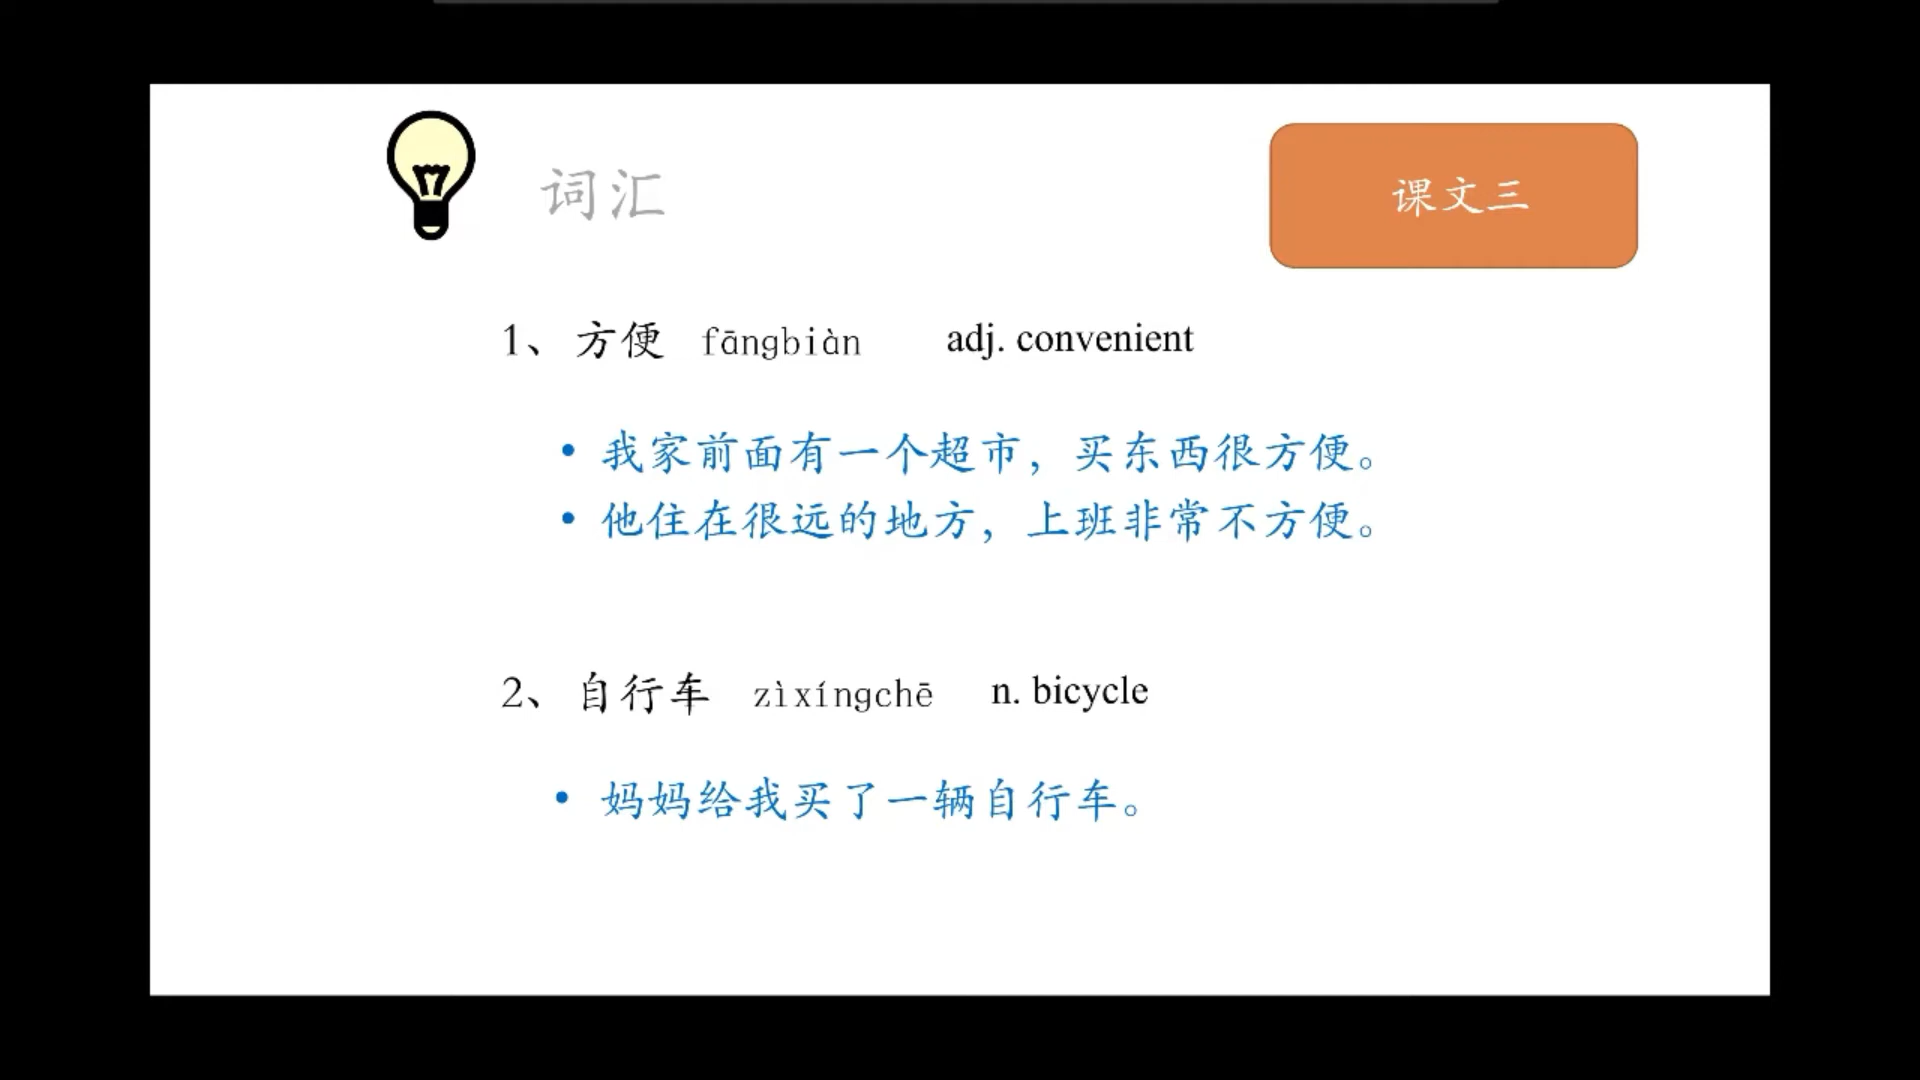 词汇
课文三
1、方便 fāngbiàn adj. convenient
• 我家前面有一个超市，买东西很方便。
• 他住在很远的地方，上班非常不方便。
2、自行车 zìxíngchē n. bicycle
• 妈妈给我买了一辆自行车。